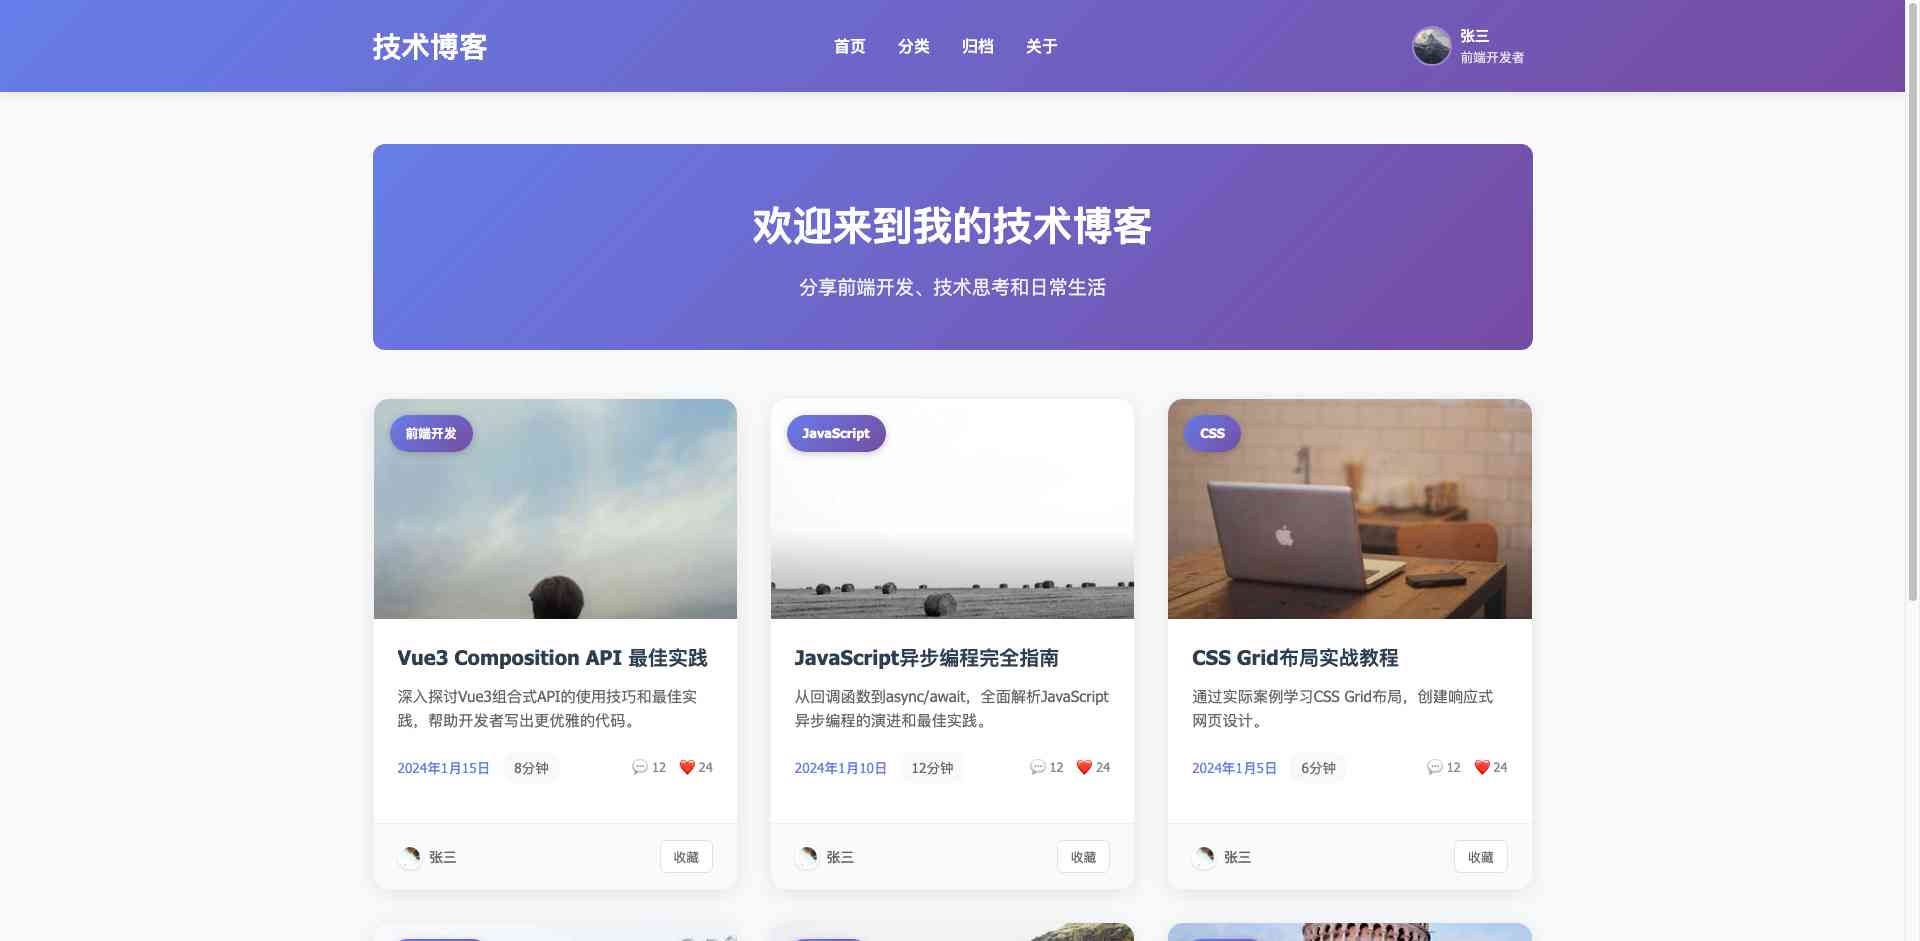 技术博客
首页 分类 归档 关于
张三
前端开发者
欢迎来到我的技术博客
分享前端开发、技术思考和日常生活
前端开发
Vue3 Composition API 最佳实践
深入探讨Vue3组合式API的使用技巧和最佳实
践，帮助开发者写出更优雅的代码。
2024年1月15日 8分钟 12 24
张三 收藏
JavaScript
JavaScript异步编程完全指南
从回调函数到async/await，全面解析JavaScript
异步编程的演进和最佳实践。
2024年1月10日 12分钟 12 24
张三 收藏
CSS
CSS Grid布局实战教程
通过实际案例学习CSS Grid布局，创建响应式
网页设计。
2024年1月5日 6分钟 12 24
张三 收藏